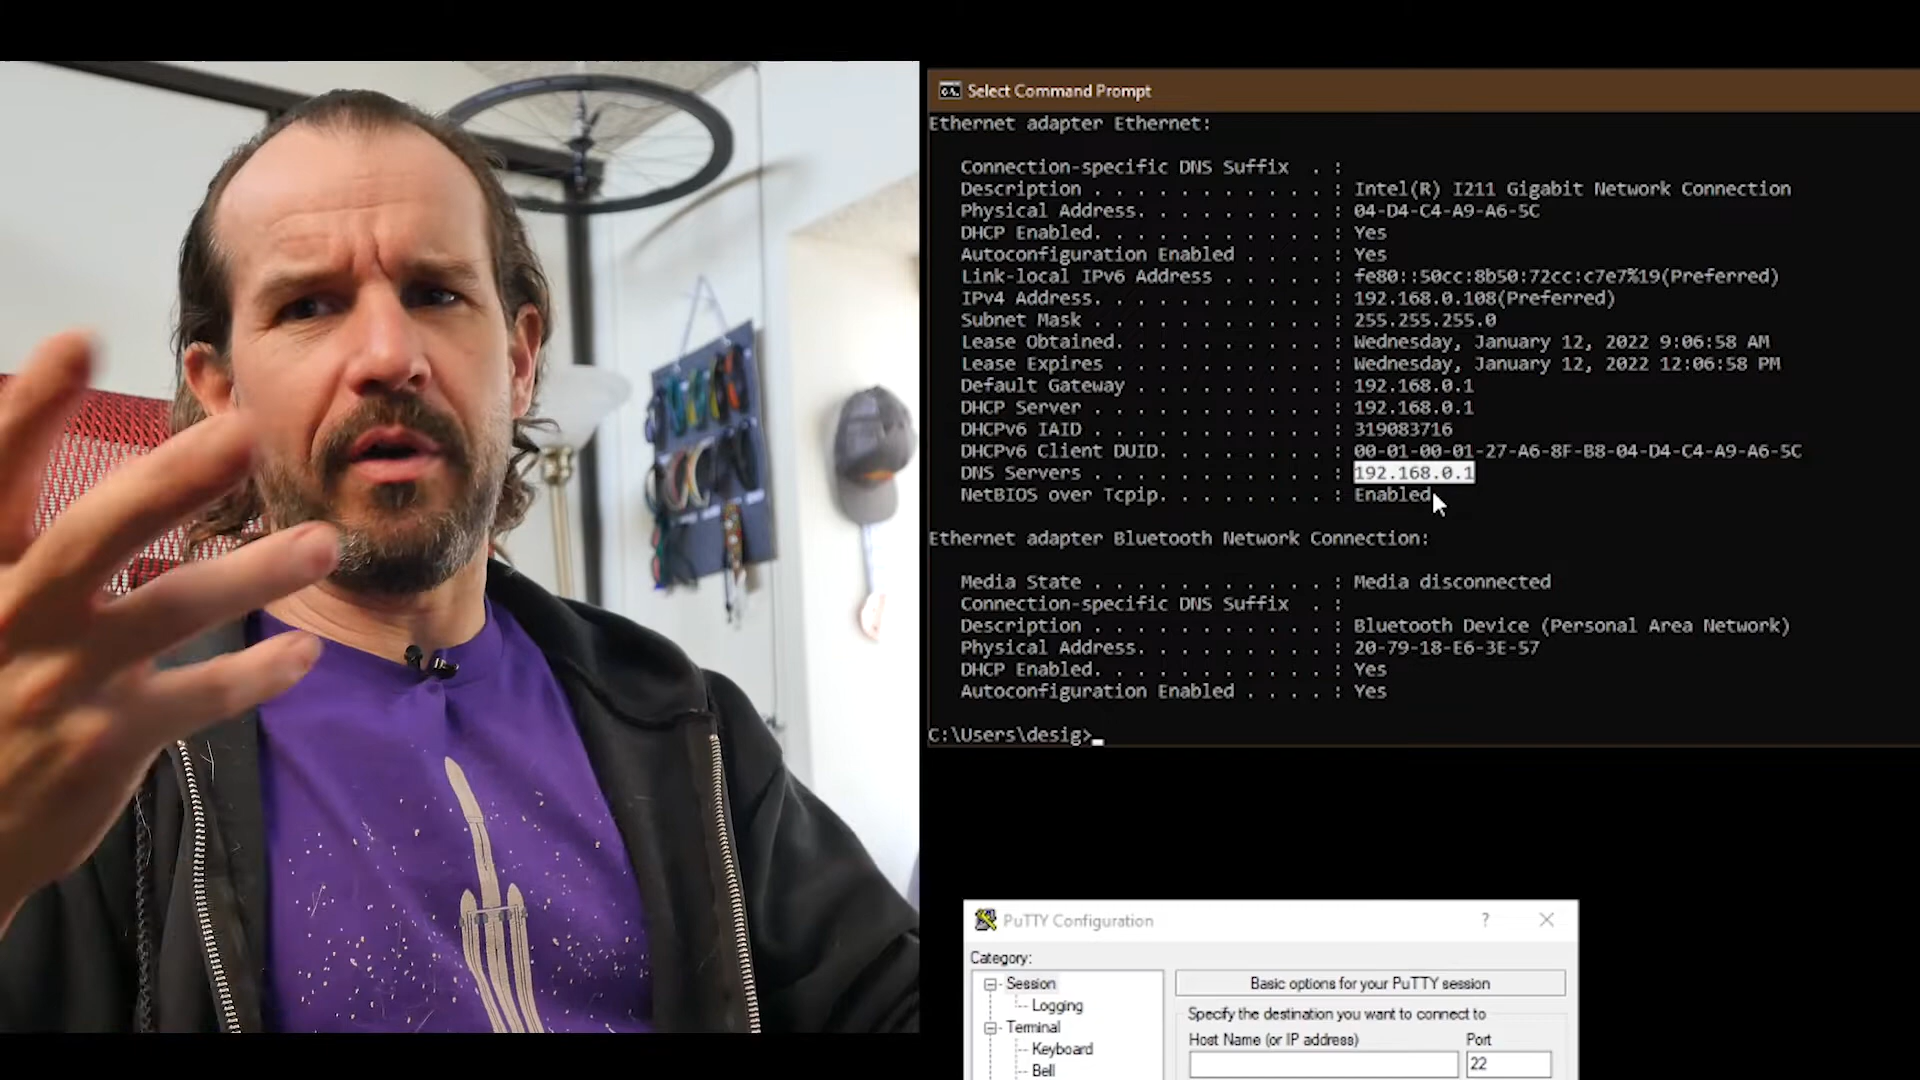 Select Command Prompt
Ethernet adapter Ethernet:
Connection-specific DNS Suffix . :
Description . . . . . . . . . . . : Intel(R) I211 Gigabit Network Connection
Physical Address. . . . . . . . . : 04-D4-C4-A9-A6-5C
DHCP Enabled. . . . . . . . . . . : Yes
Autoconfiguration Enabled . . . . : Yes
Link-local IPv6 Address . . . . . : fe80::50cc:8b50:72cc:c7e7%19(Preferred)
IPv4 Address. . . . . . . . . . . : 192.168.0.108(Preferred)
Subnet Mask . . . . . . . . . . . : 255.255.255.0
Lease Obtained. . . . . . . . . . : Wednesday, January 12, 2022 9:06:58 AM
Lease Expires . . . . . . . . . . : Wednesday, January 12, 2022 12:06:58 PM
Default Gateway . . . . . . . . . : 192.168.0.1
DHCP Server . . . . . . . . . . . : 192.168.0.1
DHCPv6 IAID . . . . . . . . . . . : 319083716
DHCPv6 Client DUID. . . . . . . . : 00-01-00-01-27-A6-8F-B8-04-D4-C4-A9-A6-5C
DNS Servers . . . . . . . . . . . : 192.168.0.1
NetBIOS over Tcpip. . . . . . . . : Enabled
Ethernet adapter Bluetooth Network Connection:
Media State . . . . . . . . . . . : Media disconnected
Connection-specific DNS Suffix . :
Description . . . . . . . . . . . : Bluetooth Device (Personal Area Network)
Physical Address. . . . . . . . . : 20-79-18-E6-3E-57
DHCP Enabled. . . . . . . . . . . : Yes
Autoconfiguration Enabled . . . . : Yes
C:\Users\desig>_
PuTTY Configuration
? 
Category:
Session
Logging
Terminal
Keyboard
Bell
Basic options for your PuTTY session
Specify the destination you want to connect to
Host Name (or IP address)
Port
22